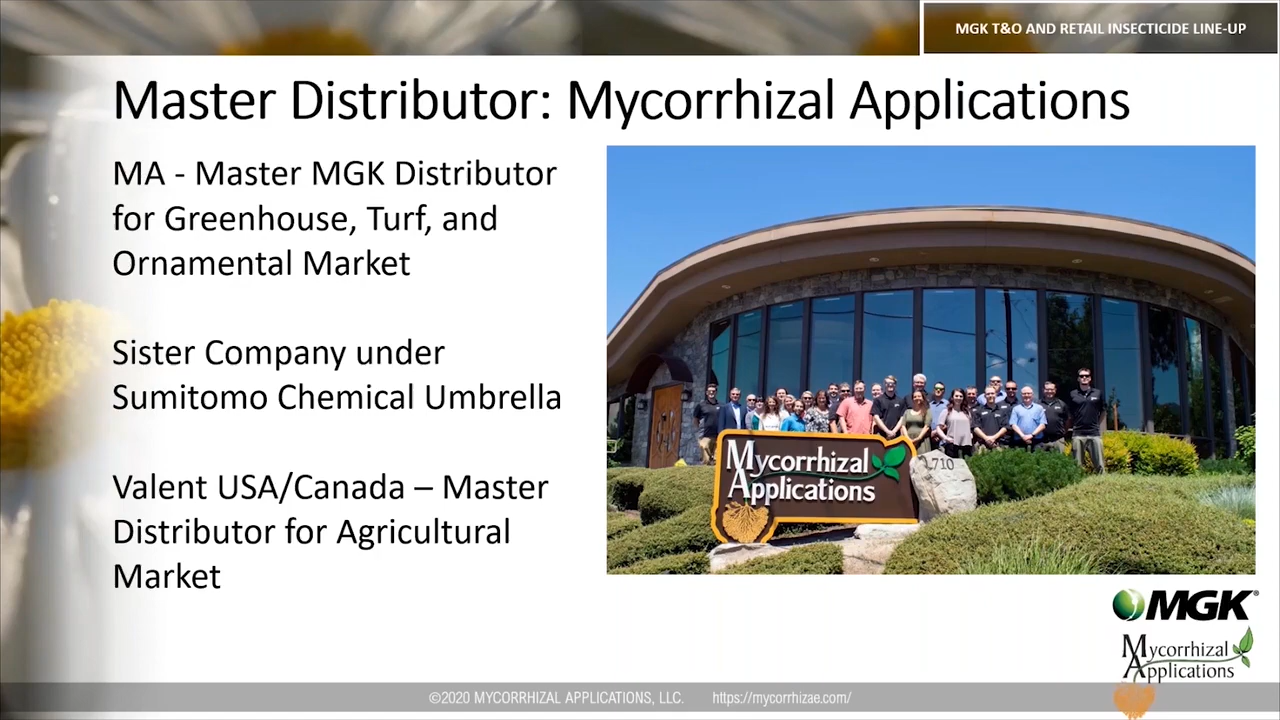 MGK T&O AND RETAIL INSECTICIDE LINE-UP
Master Distributor: Mycorrhizal Applications
MA - Master MGK Distributor
for Greenhouse, Turf, and
Ornamental Market
Sister Company under
Sumitomo Chemical Umbrella
Valent USA/Canada – Master
Distributor for Agricultural
Market
Mycorrhizal
Applications
710
MGK®
Mycorrhizal
Applications
©2020 MYCORRHIZAL APPLICATIONS, LLC. https://mycorrhizae.com/